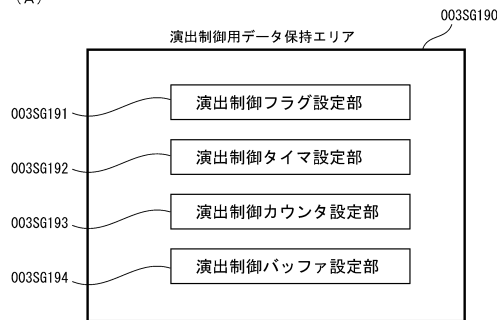 (A)
003SG190
演出制御用データ保持エリア
003SG191
演出制御フラグ設定部
003SG192
演出制御タイマ設定部
003SG193
演出制御カウンタ設定部
003SG194
演出制御バッファ設定部